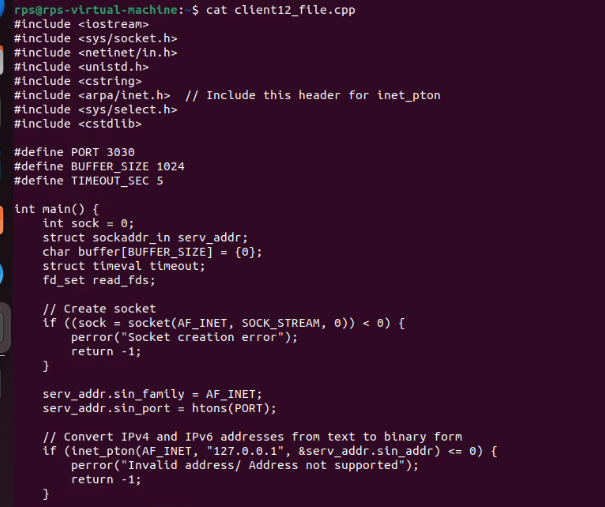 rps@rps-virtual-machine:~$ cat client12_file.cpp
#include <iostream>
#include <sys/socket.h>
#include <netinet/in.h>
#include <unistd.h>
#include <cstring>
#include <arpa/inet.h>  // Include this header for inet_pton
#include <sys/select.h>
#include <cstdlib>

#define PORT 3030
#define BUFFER_SIZE 1024
#define TIMEOUT_SEC 5

int main() {
    int sock = 0;
    struct sockaddr_in serv_addr;
    char buffer[BUFFER_SIZE] = {0};
    struct timeval timeout;
    fd_set read_fds;

    // Create socket
    if ((sock = socket(AF_INET, SOCK_STREAM, 0)) < 0) {
        perror("Socket creation error");
        return -1;
    }

    serv_addr.sin_family = AF_INET;
    serv_addr.sin_port = htons(PORT);

    // Convert IPv4 and IPv6 addresses from text to binary form
    if (inet_pton(AF_INET, "127.0.0.1", &serv_addr.sin_addr) <= 0) {
        perror("Invalid address/ Address not supported");
        return -1;
    }